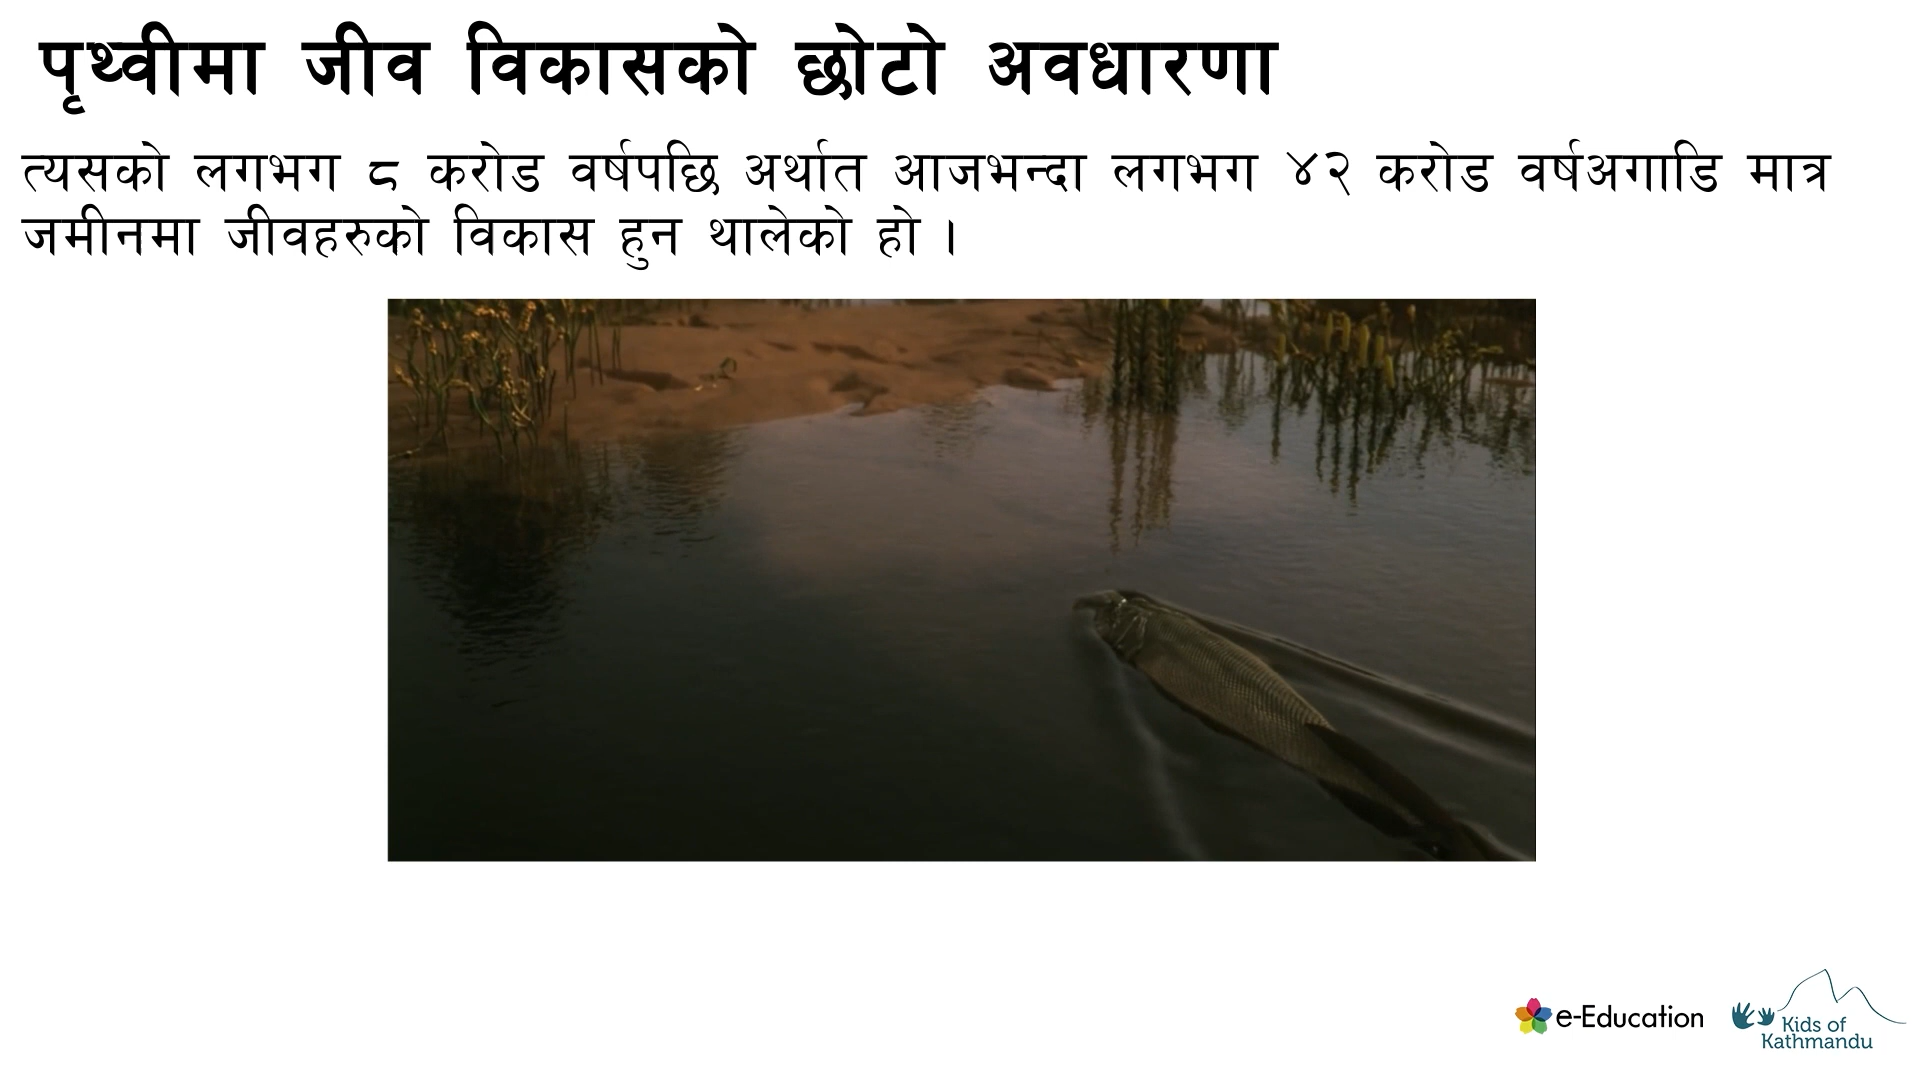 पृथ्वीमा जीव विकासको छोटो अवधारणा
त्यसको लगभग ८ करोड वर्षपछि अर्थात आजभन्दा लगभग ४२ करोड वर्षअगाडि मात्र
जमीनमा जीवहरुको विकास हुन थालेको हो ।
e-Education
Kids of
Kathmandu